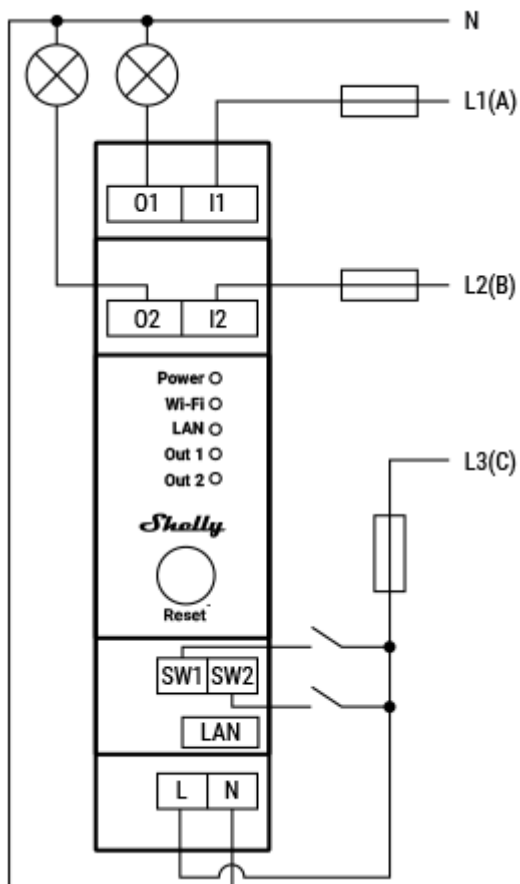 N
L1(A)
O1 I1
L2(B)
O2 I2
Power
Wi-Fi
LAN
Out 1
Out 2
L3(C)
Shelly
Reset
SW1 SW2
LAN
L N